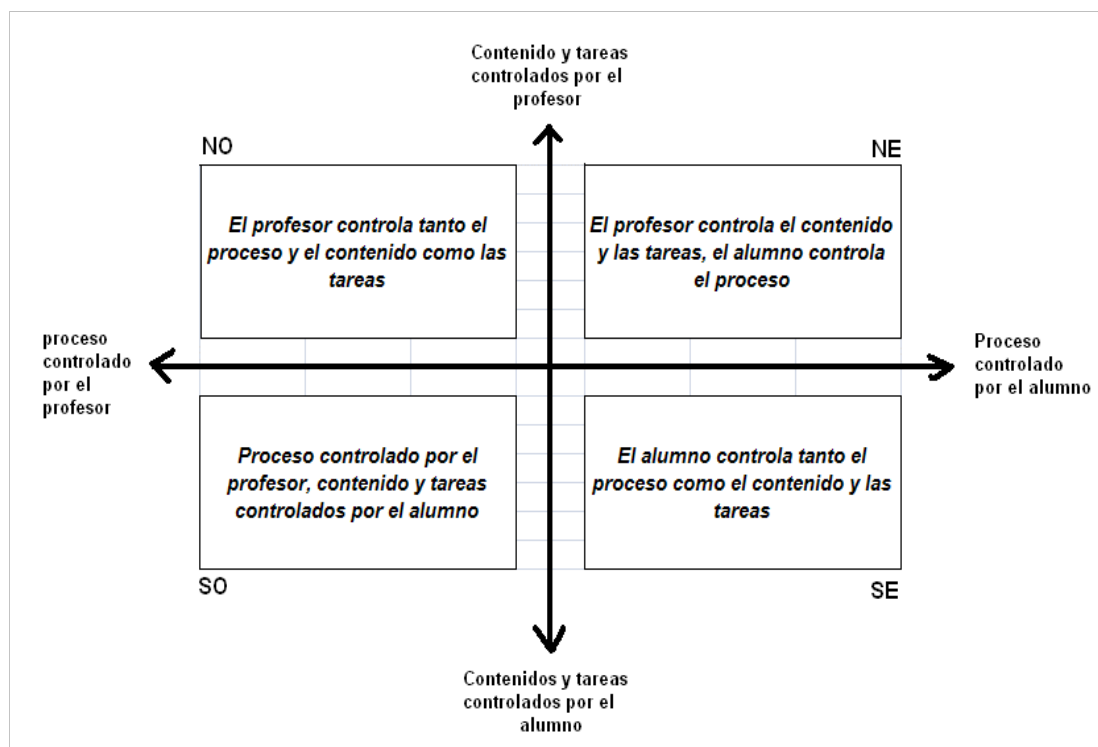 Contenido y tareas
controlados por el
profesor
NO
NE
El profesor controla tanto el
proceso y el contenido como las
tareas
El profesor controla el contenido
y las tareas, el alumno controla
el proceso
proceso
controlado
por el
profesor
Proceso
controlado
por el alumno
Proceso controlado por el
profesor, contenido y tareas
controlados por el alumno
El alumno controla tanto el
proceso como el contenido y las
tareas
SO
SE
Contenidos y tareas
controlados por el
alumno